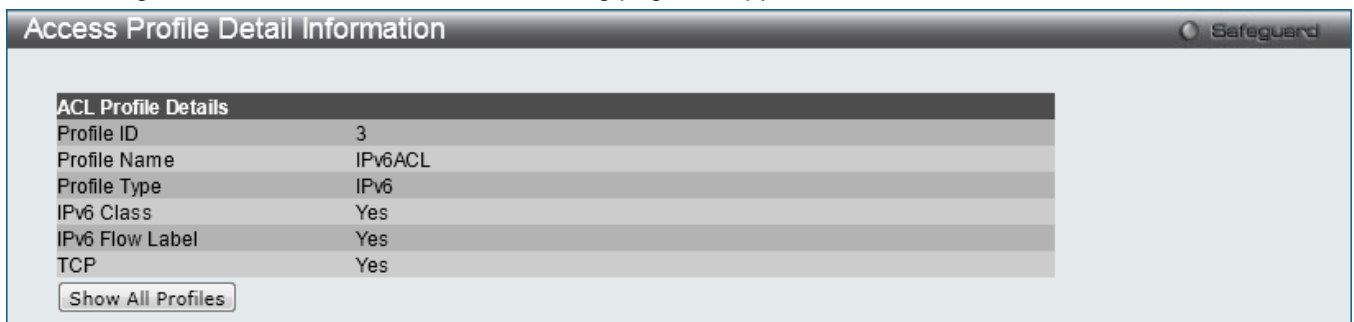 Access Profile Detail Information
Safeguard
ACL Profile Details
Profile ID 3
Profile Name IPv6ACL
Profile Type IPv6
IPv6 Class Yes
IPv6 Flow Label Yes
TCP Yes
Show All Profiles